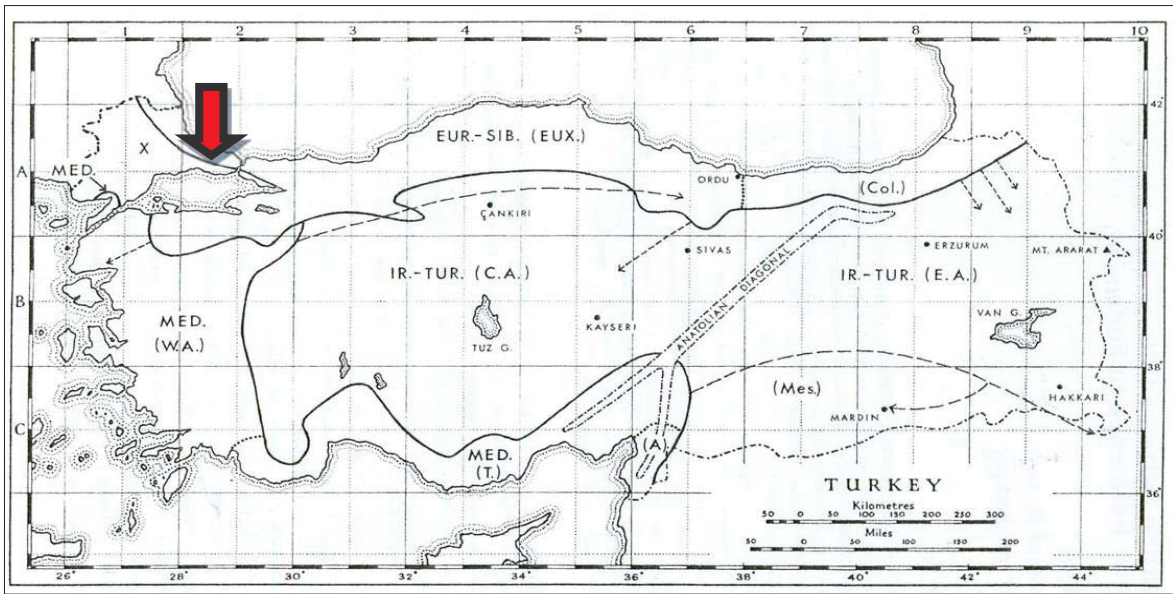 1 2 3 4 5 6 7 8 9 10
42
EUR.-SIB. (EUX.)
X
MED.
A
ORDU
(Col.)
ÇANKIRI
40
SIVAS
ERZURUM
MT. ARARAT
IR.-TUR. (C.A.)
IR.-TUR. (E.A.)
ANATOLIAN DIAGONAL
B
MED.
(W.A.)
KAYSERI
VAN G.
TUZ G.
38
(Mes.)
HAKKARI
MARDIN
C
(A)
MED.
(T.)
TURKEY
36
Kilometres
50 0 50 100 150 200 250 300
Miles
50 0 50 100 150 200
26° 28° 30° 32° 34° 36° 38° 40° 42° 44°